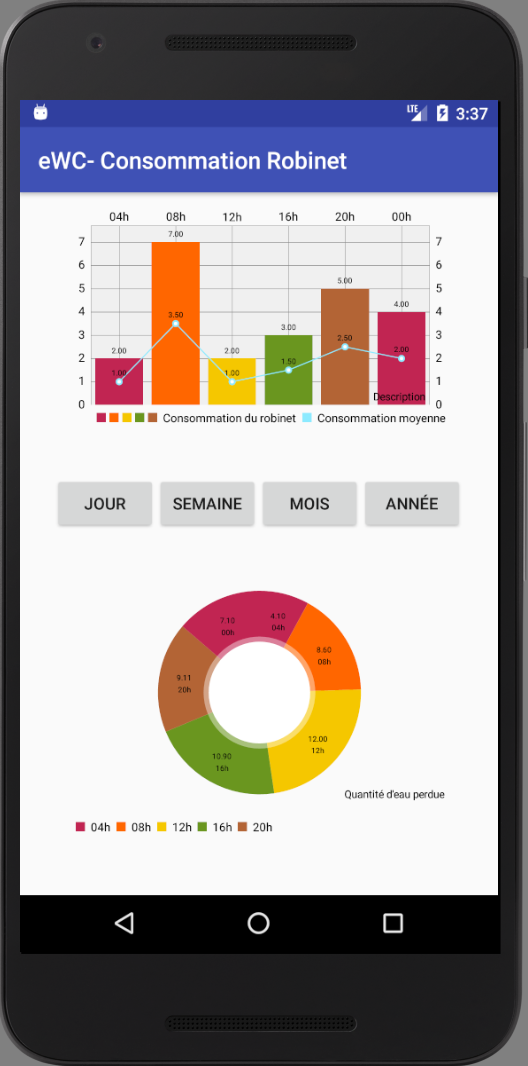 LTE 3:37
eWC- Consommation Robinet
04h 08h 12h 16h 20h 00h
7.00
7 7
6 6
5.00
5 5
4.00
4 4
3.50
3.00
3 3
2.50
2.00 2.00 2.00
2 2
1.50
1.00 1.00
1 1
Description
0 0
Consommation du robinet Consommation moyenne
JOUR SEMAINE MOIS ANNÉE
7.10 4.10
00h 04h
8.60
08h
9.11
20h
12.00
12h
10.90
16h
Quantité d'eau perdue
04h 08h 12h 16h 20h